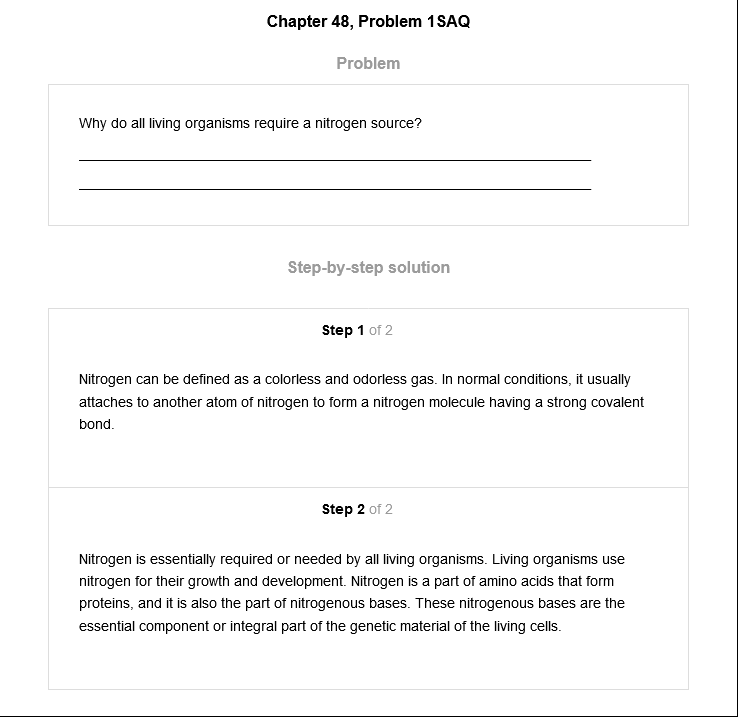 Chapter 48, Problem 1SAQ
Problem
Why do all living organisms require a nitrogen source?
Step-by-step solution
Step 1 of 2
Nitrogen can be defined as a colorless and odorless gas. In normal conditions, it usually
attaches to another atom of nitrogen to form a nitrogen molecule having a strong covalent
bond.
Step 2 of 2
Nitrogen is essentially required or needed by all living organisms. Living organisms use
nitrogen for their growth and development. Nitrogen is a part of amino acids that form
proteins, and it is also the part of nitrogenous bases. These nitrogenous bases are the
essential component or integral part of the genetic material of the living cells.